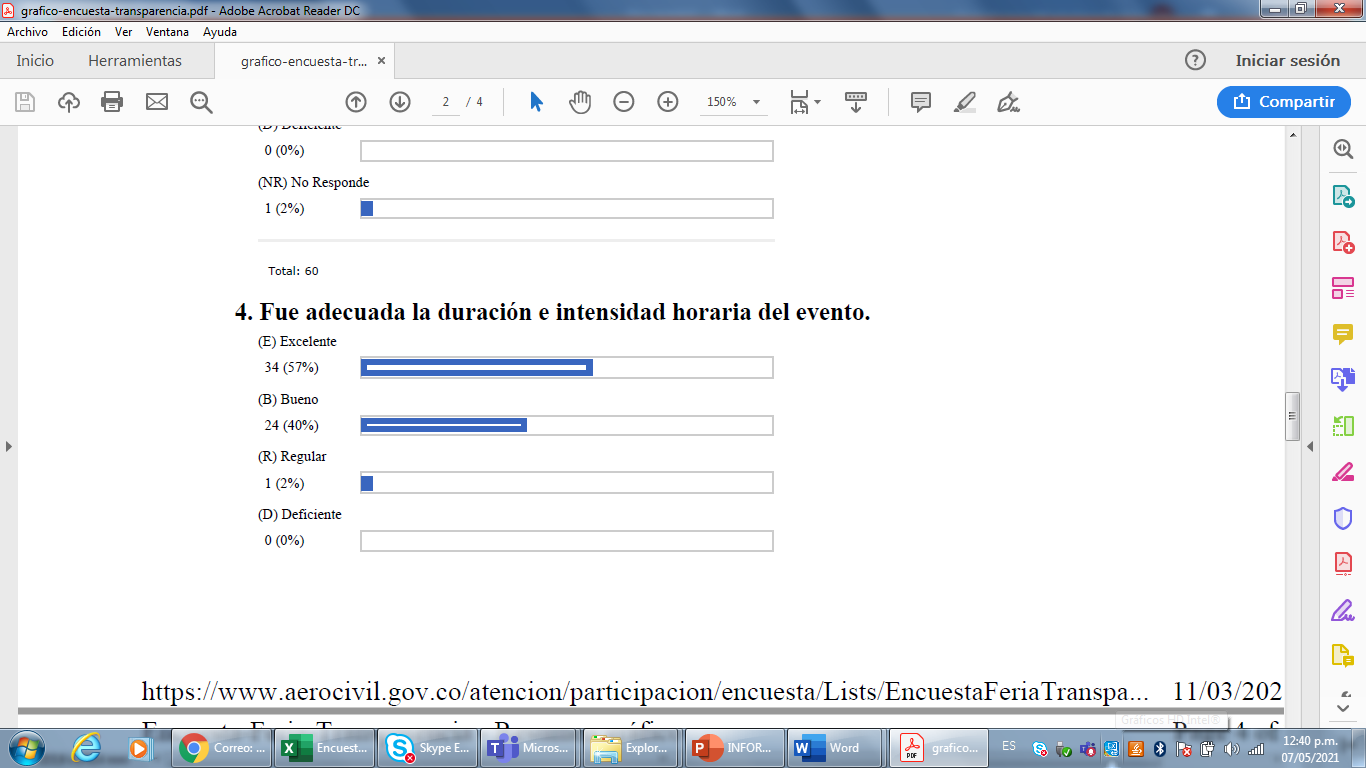 grafico-encuesta-transparencia.pdf - Adobe Acrobat Reader DC
Archivo Edición Ver Ventana Ayuda
Inicio Herramientas grafico-encuesta-tr... × Iniciar sesión
2 / 4 150% Compartir
(D) Deficiente
0 (0%)
(NR) No Responde
1 (2%)
Total: 60
4. Fue adecuada la duración e intensidad horaria del evento.
(E) Excelente
34 (57%)
(B) Bueno
24 (40%)
(R) Regular
1 (2%)
(D) Deficiente
0 (0%)
https://www.aerocivil.gov.co/atencion/participacion/encuesta/Lists/EncuestaFeriaTranspa... 11/03/202
Gráficos HD Intel®
Correo: ... Encuest... Skype E... Micros... Explor... INFOR... Word grafico... ES 12:40 p.m.
07/05/2021